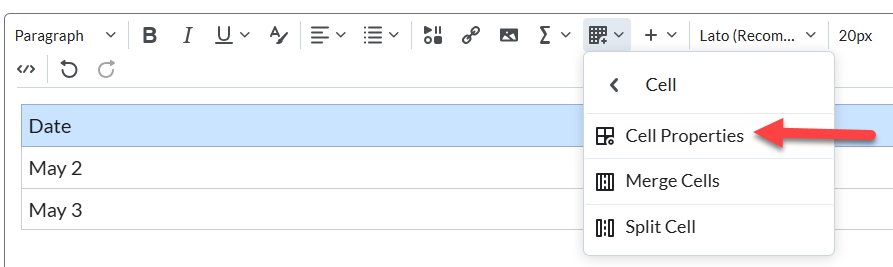 Paragraph B I U A Σ + Lato (Recom... 20px
</>
Cell
Date
Cell Properties
May 2
Merge Cells
May 3
Split Cell